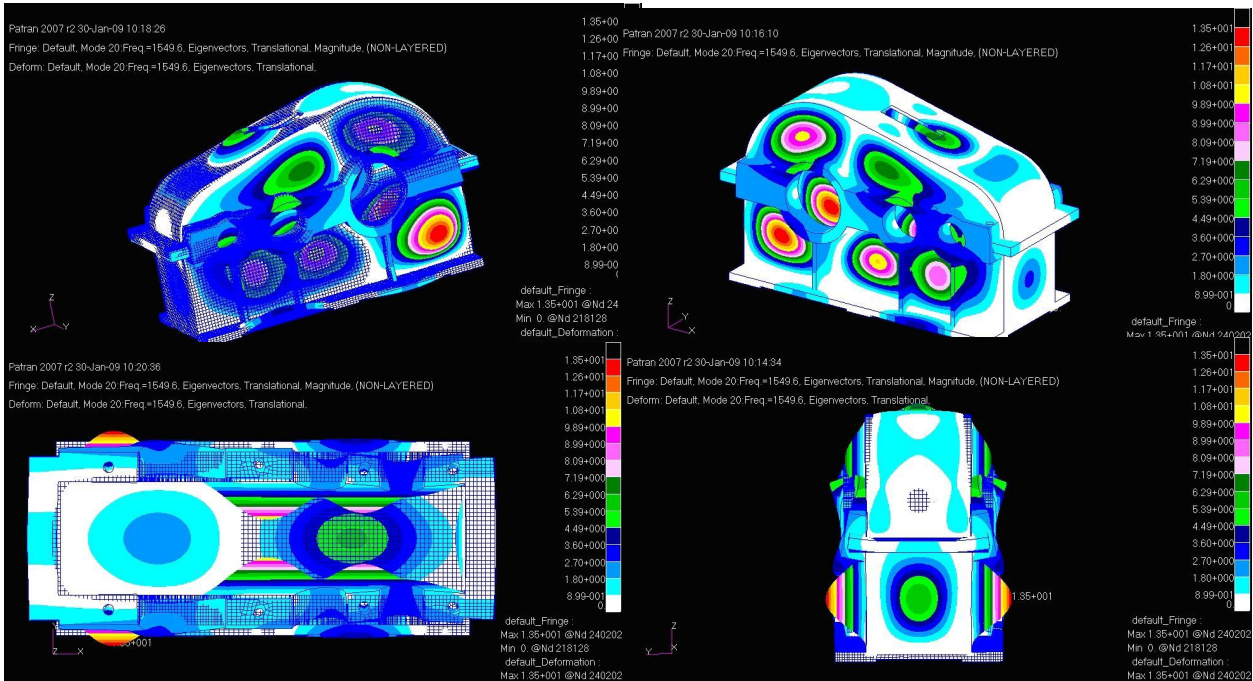 Patran 2007 r2 30-Jan-09 10:18:26
Fringe: Default, Mode 20:Freq.=1549.6, Eigenvectors, Translational, Magnitude, (NON-LAYERED)
Deform: Default, Mode 20:Freq.=1549.6, Eigenvectors, Translational,
1.35+00
1.26+00
1.17+00
1.08+00
9.89+00
8.99+00
8.09+00
7.19+00
6.29+00
5.39+00
4.49+00
3.60+00
2.70+00
1.80+00
8.99-00
default_Fringe :
Max 1.35+001 @Nd 24
Min 0. @Nd 218128
default_Deformation :
X
Y
Z
Patran 2007 r2 30-Jan-09 10:16:10
Fringe: Default, Mode 20:Freq.=1549.6, Eigenvectors, Translational, Magnitude, (NON-LAYERED)
1.35+001
1.26+001
1.17+001
1.08+001
9.89+000
8.99+000
8.09+000
7.19+000
6.29+000
5.39+000
4.49+000
3.60+000
2.70+000
1.80+000
8.99-001
0.
default_Fringe :
Max 1.35+001 @Nd 240202
Z
Y
X
Patran 2007 r2 30-Jan-09 10:20:36
Fringe: Default, Mode 20:Freq.=1549.6, Eigenvectors, Translational, Magnitude, (NON-LAYERED)
Deform: Default, Mode 20:Freq.=1549.6, Eigenvectors, Translational,
1.35+001
1.26+001
1.17+001
1.08+001
9.89+000
8.99+000
8.09+000
7.19+000
6.29+000
5.39+000
4.49+000
3.60+000
2.70+000
1.80+000
8.99-001
0.
default_Fringe :
Max 1.35+001 @Nd 240202
Min 0. @Nd 218128
default_Deformation :
Max 1.35+001 @Nd 240202
Y
Z
X
Patran 2007 r2 30-Jan-09 10:14:34
Fringe: Default, Mode 20:Freq.=1549.6, Eigenvectors, Translational, Magnitude, (NON-LAYERED)
Deform: Default, Mode 20:Freq.=1549.6, Eigenvectors, Translational,
1.35+001
1.26+001
1.17+001
1.08+001
9.89+000
8.99+000
8.09+000
7.19+000
6.29+000
5.39+000
4.49+000
3.60+000
2.70+000
1.80+000
8.99-001
0.
1.35+001
default_Fringe :
Max 1.35+001 @Nd 240202
Min 0. @Nd 218128
default_Deformation :
Max 1.35+001 @Nd 240202
Z
Y
X